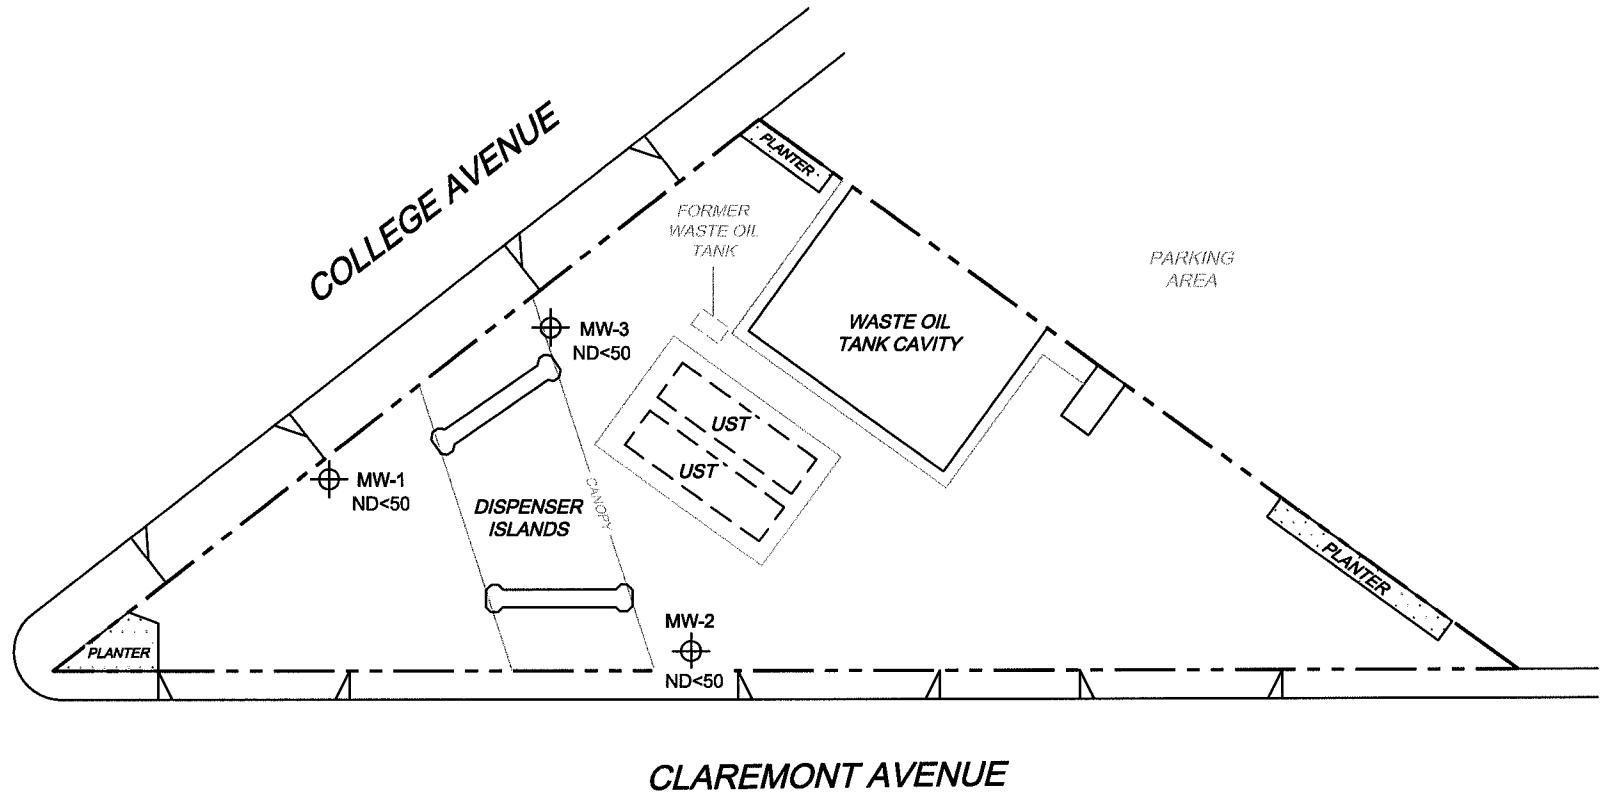 COLLEGE AVENUE
PLANTER
FORMER
WASTE OIL
TANK
PARKING
AREA
MW-3
ND<50
WASTE OIL
TANK CAVITY
UST
UST
MW-1
ND<50
CANOPY
DISPENSER
ISLANDS
PLANTER
MW-2
ND<50
PLANTER
CLAREMONT AVENUE